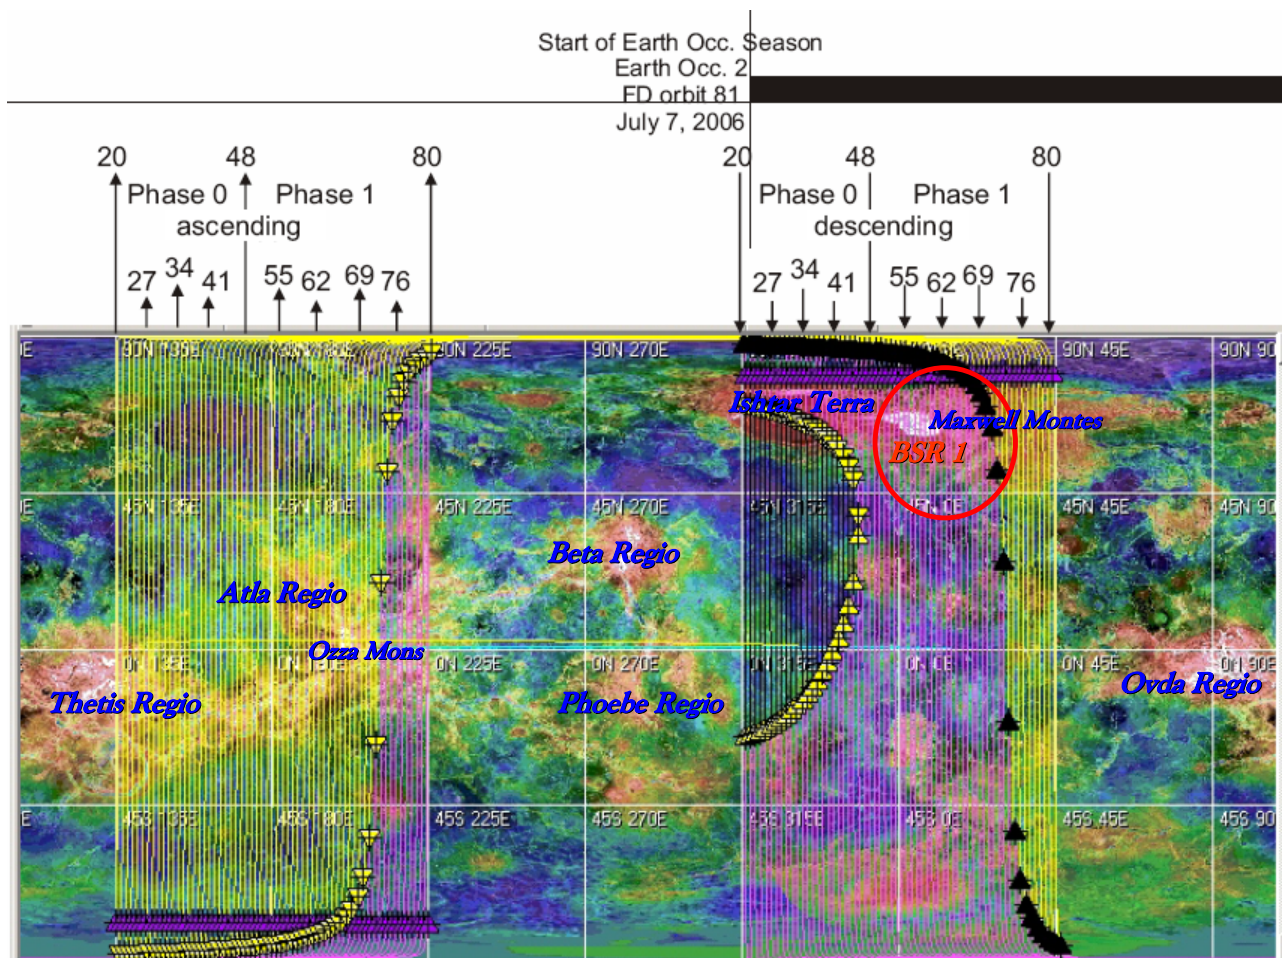 Start of Earth Occ. Season
Earth Occ. 2
FD orbit 81
July 7, 2006
20 48 80 20 48 80
Phase 0 Phase 1 Phase 0 Phase 1
ascending descending
27 34 41 55 62 69 76 27 34 41 55 62 69 76
E 90N 135E 90N 225E 90N 270E 90N 45E 90N 90
Ishtar Terra
Maxwell Montes
BSR 1
45N 135E 45N 180E 45N 225E 45N 270E 45N 315E 45N 0E 45N 45E 45N 90
Beta Regio
Atla Regio
Ozza Mons
0N 135E 0N 180E 0N 225E 0N 270E 0N 315E 0N 0E 0N 45E 0N 90E
Ovda Regio
Thetis Regio Phoebe Regio
E 45S 135E 45S 180E 45S 225E 45S 270E 45S 315E 45S 0E 45S 45E 45S 90